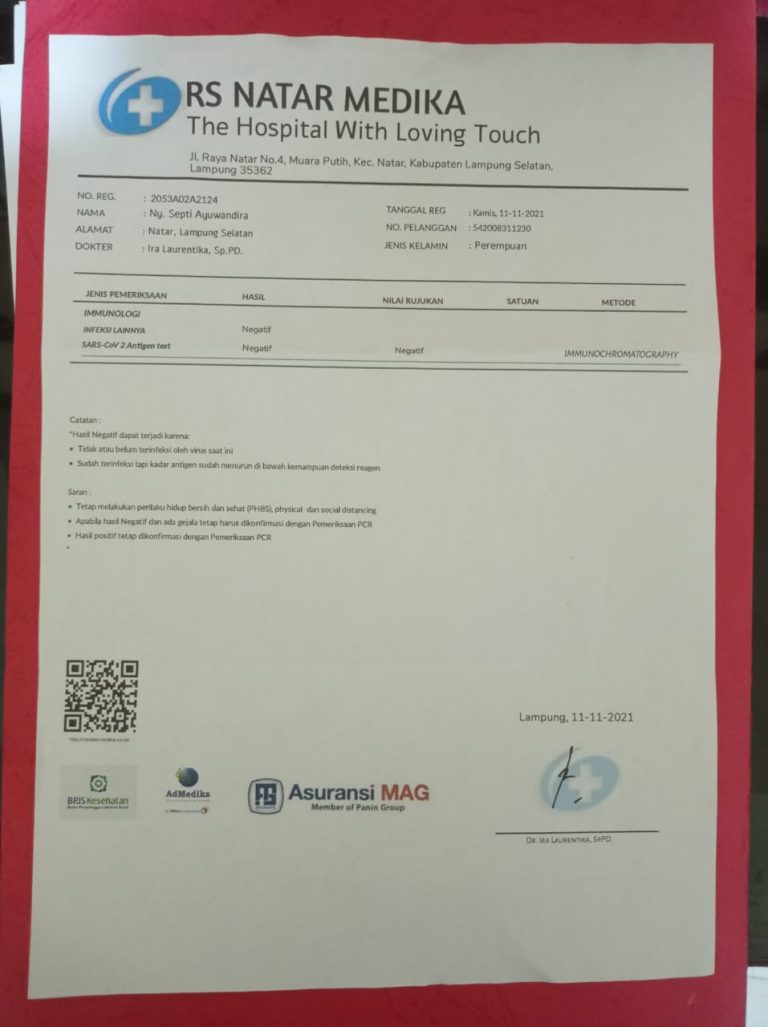 RS NATAR MEDIKA
The Hospital With Loving Touch
Jl. Raya Natar No.4, Muara Putih, Kec. Natar, Kabupaten Lampung Selatan,
Lampung 35362
NO. REG. : 2053A02A2124
NAMA : Ny. Septi Ayuwandira
ALAMAT : Natar, Lampung Selatan
DOKTER : Ira Laurentika, Sp.PD.
TANGGAL REG : Kamis, 11-11-2021
NO. PELANGGAN : 542008311230
JENIS KELAMIN : Perempuan
JENIS PEMERIKSAAN HASIL NILAI RUJUKAN SATUAN METODE
IMMUNOLOGI
INFEKSI LAINNYA Negatif
SARS-CoV 2 Antigen test Negatif Negatif IMMUNOCHROMATOGRAPHY
Catatan :
"Hasil Negatif dapat terjadi karena:
• Tidak atau belum terinfeksi oleh virus saat ini
• Sudah terinfeksi tapi kadar antigen sudah menurun di bawah kemampuan deteksi reagen
Saran :
• Tetap melakukan perilaku hidup bersih dan sehat (PHBS), physical dan social distancing
• Apabila hasil Negatif dan ada gejala tetap harus dikonfirmasi dengan Pemeriksaan PCR
• Hasil positif tetap dikonfirmasi dengan Pemeriksaan PCR
"
Lampung, 11-11-2021
BPJS Kesehatan
AdMedika
Asuransi MAG
Member of Panin Group
DR. IRA LAURENTIKA, SP.PD.